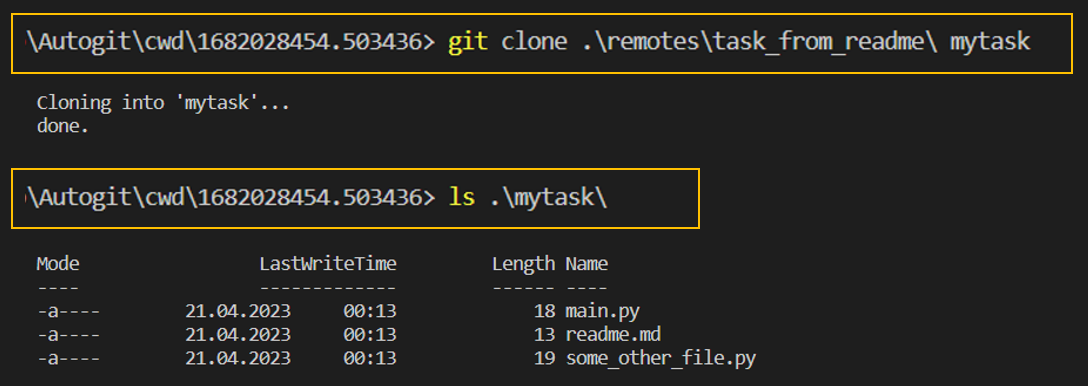 \Autogit\cwd\1682028454.503436> git clone .\remotes\task_from_readme\ mytask
Cloning into 'mytask'...
done.
\Autogit\cwd\1682028454.503436> ls .\mytask\
Mode                 LastWriteTime         Length Name
----                 -------------         ------ ----
-a----        21.04.2023     00:13             18 main.py
-a----        21.04.2023     00:13             13 readme.md
-a----        21.04.2023     00:13             19 some_other_file.py